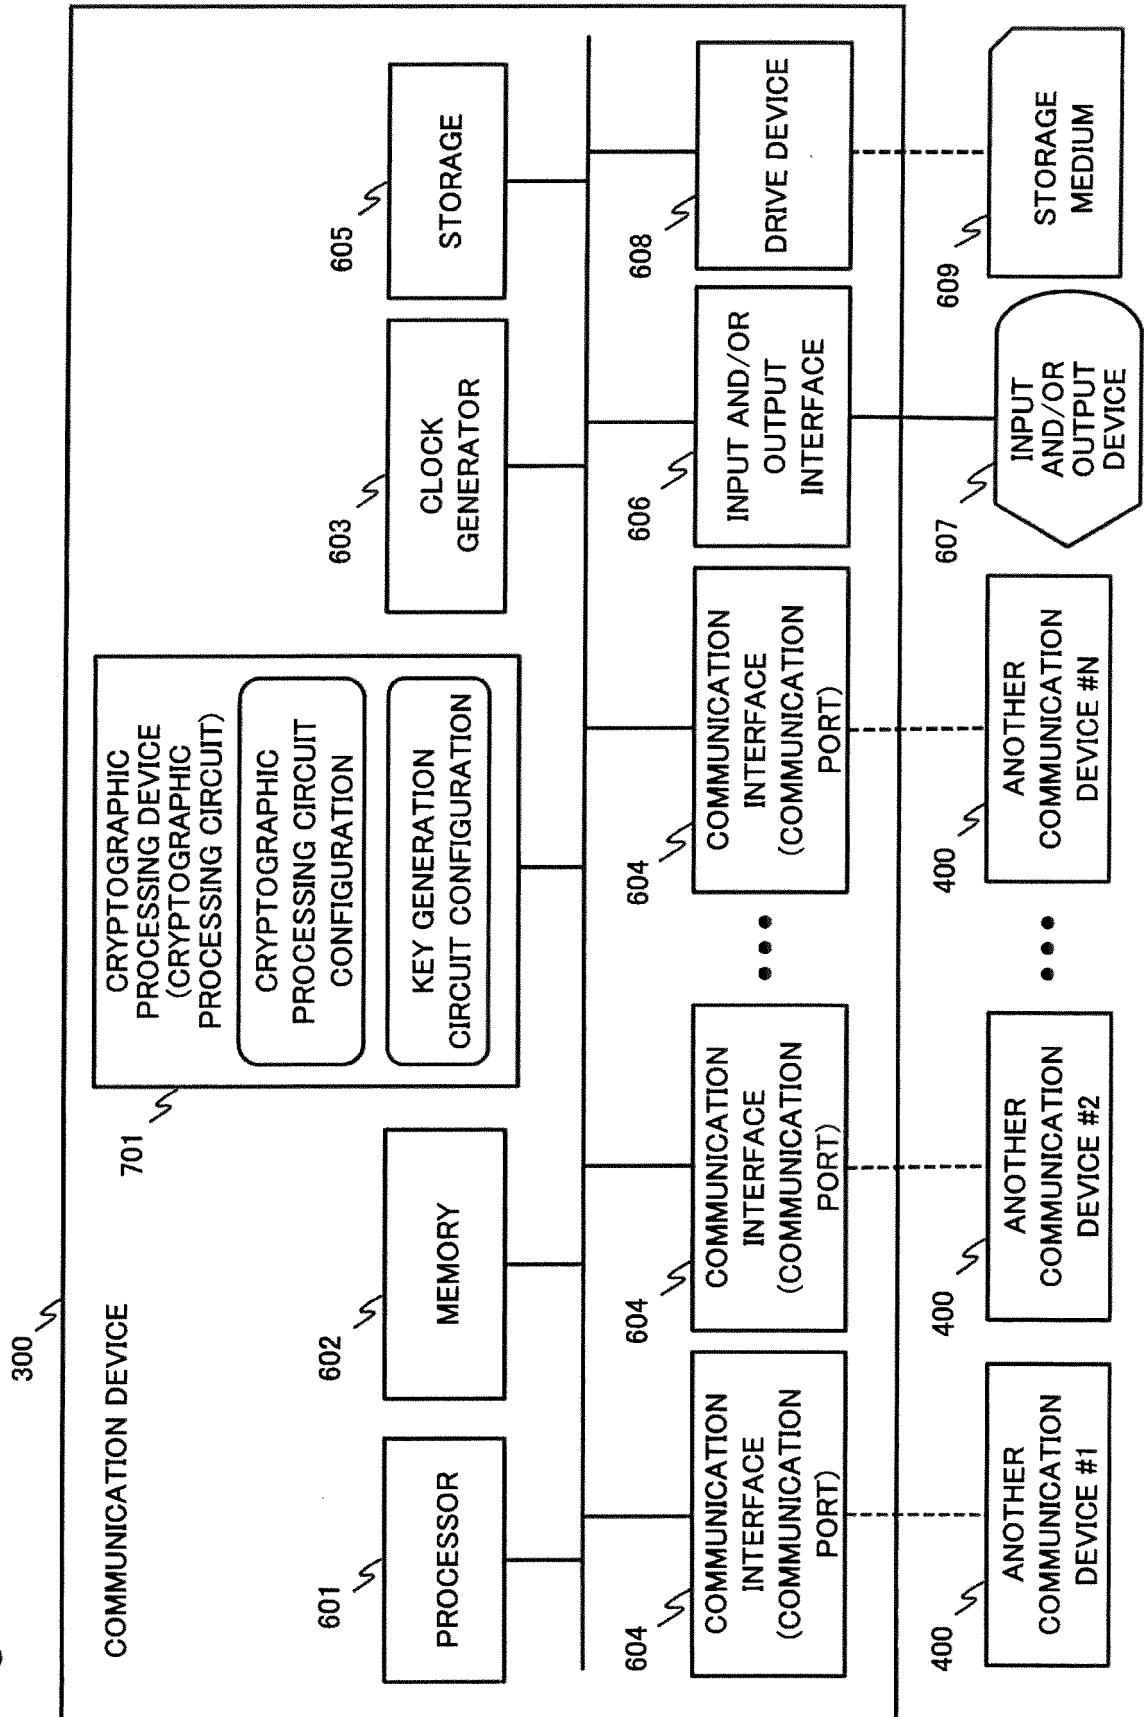 300
COMMUNICATION DEVICE
701
CRYPTOGRAPHIC
PROCESSING DEVICE
(CRYPTOGRAPHIC
PROCESSING CIRCUIT)
CRYPTOGRAPHIC
PROCESSING CIRCUIT
CONFIGURATION
KEY GENERATION
CIRCUIT CONFIGURATION
601
PROCESSOR
602
MEMORY
603
CLOCK
GENERATOR
605
STORAGE
604
COMMUNICATION
INTERFACE
(COMMUNICATION
PORT)
604
COMMUNICATION
INTERFACE
(COMMUNICATION
PORT)
604
COMMUNICATION
INTERFACE
(COMMUNICATION
PORT)
606
INPUT AND/OR
OUTPUT
INTERFACE
608
DRIVE DEVICE
400
ANOTHER
COMMUNICATION
DEVICE #1
400
ANOTHER
COMMUNICATION
DEVICE #2
400
ANOTHER
COMMUNICATION
DEVICE #N
607
INPUT
AND/OR
OUTPUT
DEVICE
609
STORAGE
MEDIUM